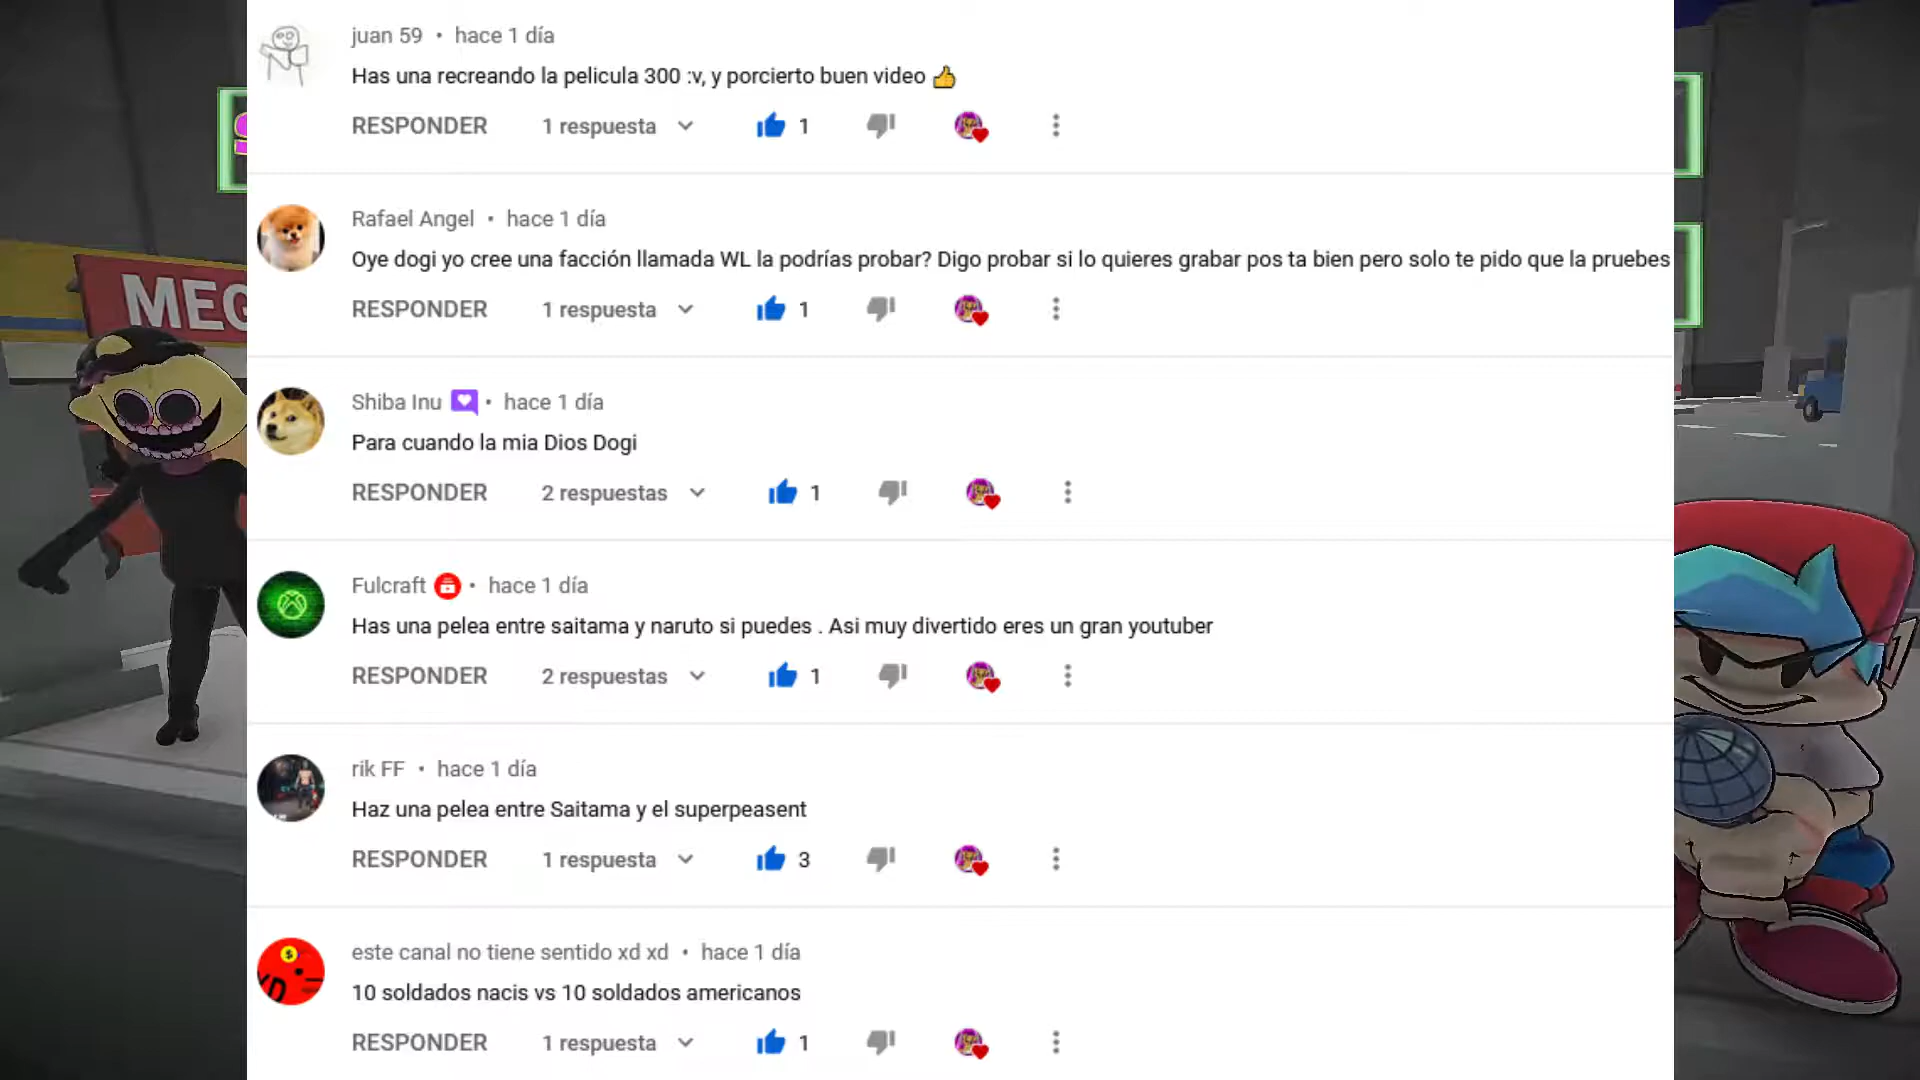 juan 59 • hace 1 día
Has una recreando la pelicula 300 :v, y porcierto buen video 👍
RESPONDER 1 respuesta 1
MEG
Rafael Angel • hace 1 día
Oye dogi yo cree una facción llamada WL la podrías probar? Digo probar si lo quieres grabar pos ta bien pero solo te pido que la pruebes
RESPONDER 1 respuesta 1
Shiba Inu • hace 1 día
Para cuando la mia Dios Dogi
RESPONDER 2 respuestas 1
Fulcraft • hace 1 día
Has una pelea entre saitama y naruto si puedes . Asi muy divertido eres un gran youtuber
RESPONDER 2 respuestas 1
rik FF • hace 1 día
Haz una pelea entre Saitama y el superpeasent
RESPONDER 1 respuesta 3
este canal no tiene sentido xd xd • hace 1 día
10 soldados nacis vs 10 soldados americanos
RESPONDER 1 respuesta 1